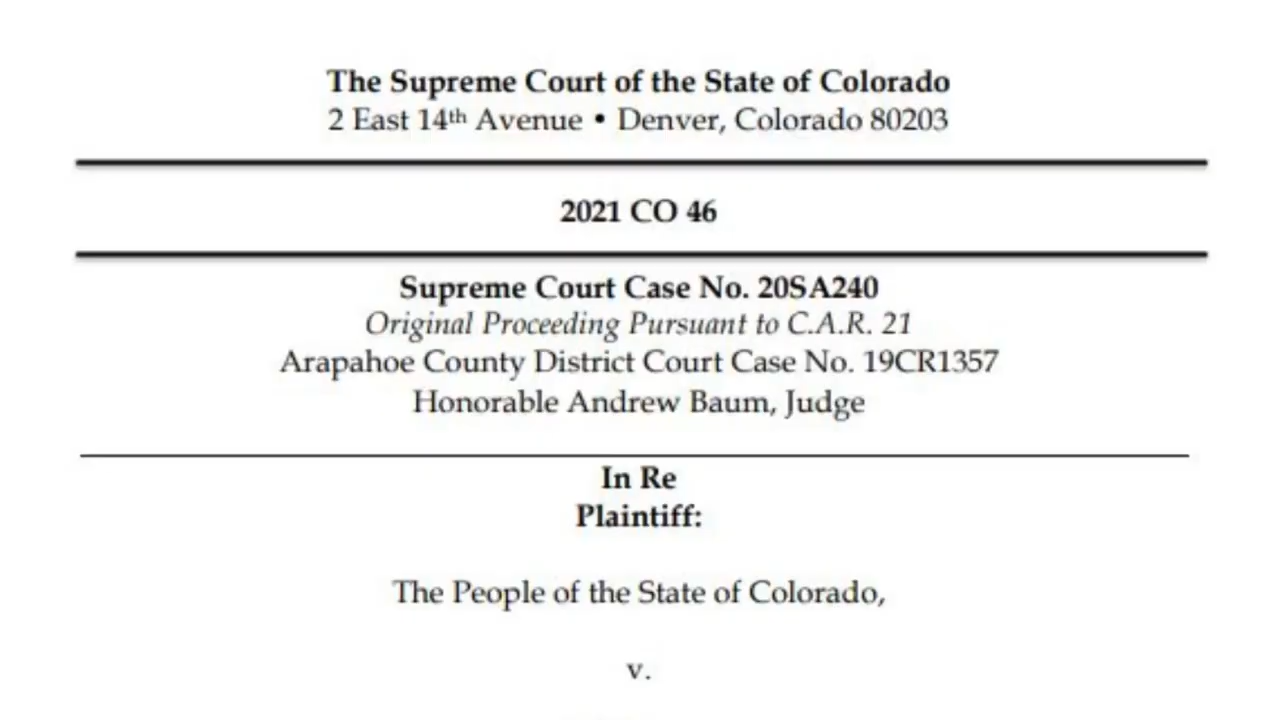 The Supreme Court of the State of Colorado
2 East 14th Avenue • Denver, Colorado 80203
2021 CO 46
Supreme Court Case No. 20SA240
Original Proceeding Pursuant to C.A.R. 21
Arapahoe County District Court Case No. 19CR1357
Honorable Andrew Baum, Judge
In Re
Plaintiff:
The People of the State of Colorado,
v.